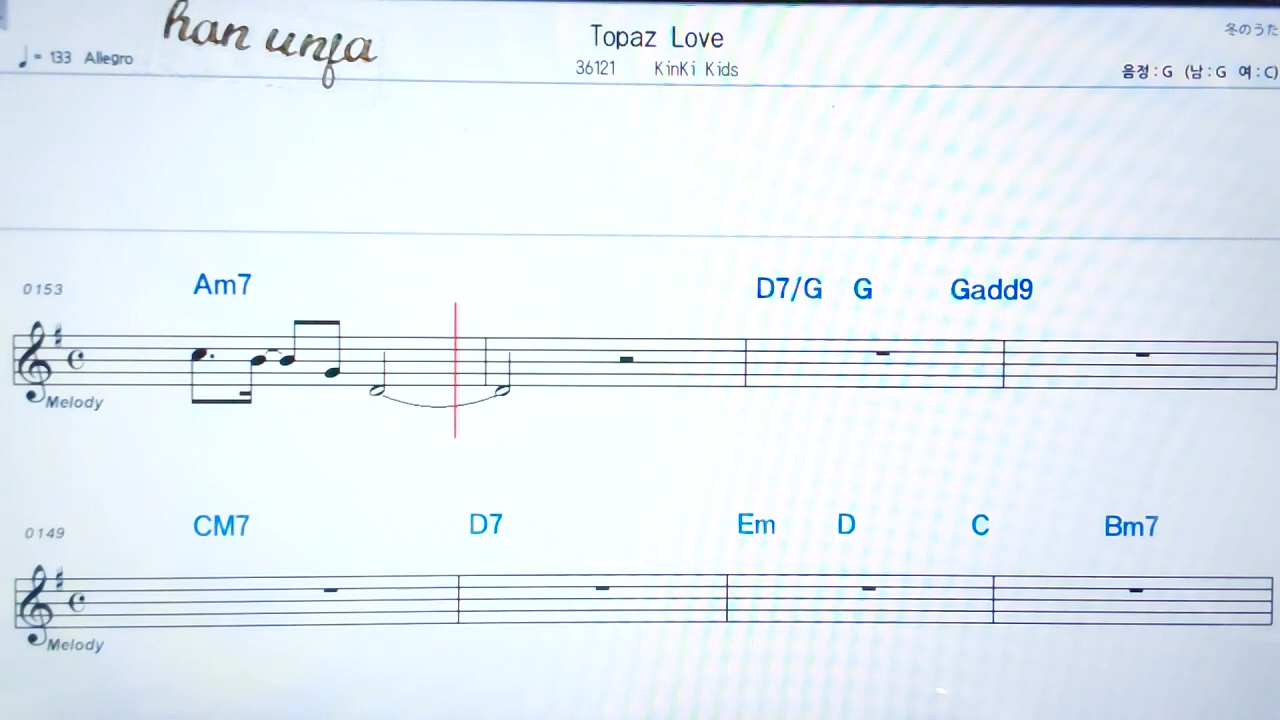 han unfa
Topaz Love
冬のうた
♩= 133 Allegro
36121 KinKi Kids
음정 : G (남 : G 여 : C)
0153
Am7 D7/G G Gadd9
Melody
0149
CM7 D7 Em D C Bm7
Melody